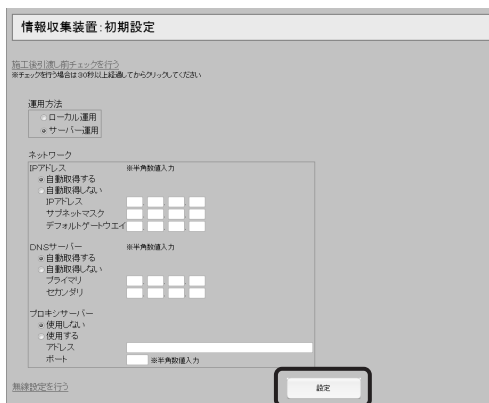 情報収集装置:初期設定
施工後引渡し前チェックを行う
※チェックを行う場合は30秒以上経過してからクリックしてください
運用方法
ローカル運用
サーバー運用
ネットワーク
IPアドレス ※半角数値入力
自動取得する
自動取得しない
IPアドレス
サブネットマスク
デフォルトゲートウエイ
DNSサーバー ※半角数値入力
自動取得する
自動取得しない
プライマリ
セカンダリ
プロキシサーバー
使用しない
使用する
アドレス
ポート ※半角数値入力
無線設定を行う
設定